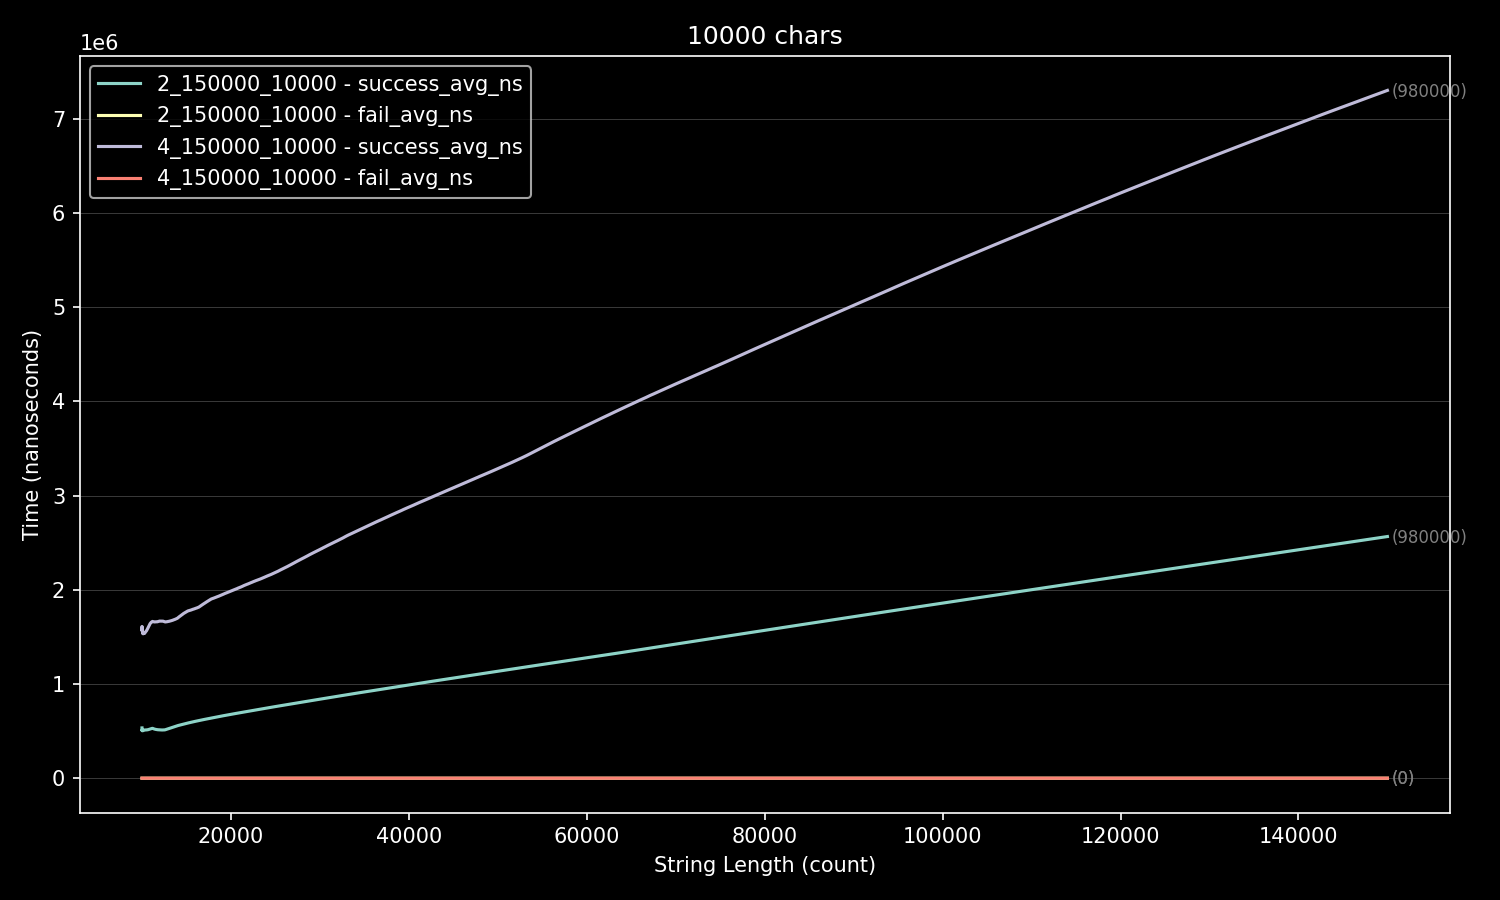 10000 chars
1e6
2_150000_10000 - success_avg_ns
2_150000_10000 - fail_avg_ns
4_150000_10000 - success_avg_ns
4_150000_10000 - fail_avg_ns
(980000)
(980000)
(0)
7
6
5
4
3
2
1
0
Time (nanoseconds)
20000 40000 60000 80000 100000 120000 140000
String Length (count)